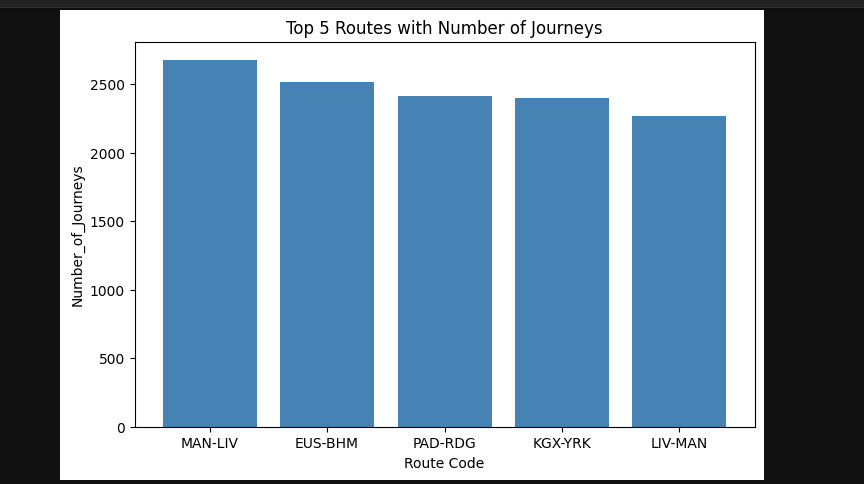 Top 5 Routes with Number of Journeys
Number_of_Journeys
2500
2000
1500
1000
500
0
MAN-LIV EUS-BHM PAD-RDG KGX-YRK LIV-MAN
Route Code